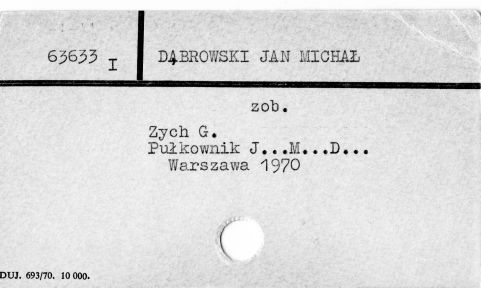 63633 I DĄBROWSKI JAN MICHAŁ
zob.
Zych G.
Pułkownik J...M...D...
Warszawa 1970
DUJ. 693/70. 10 000.